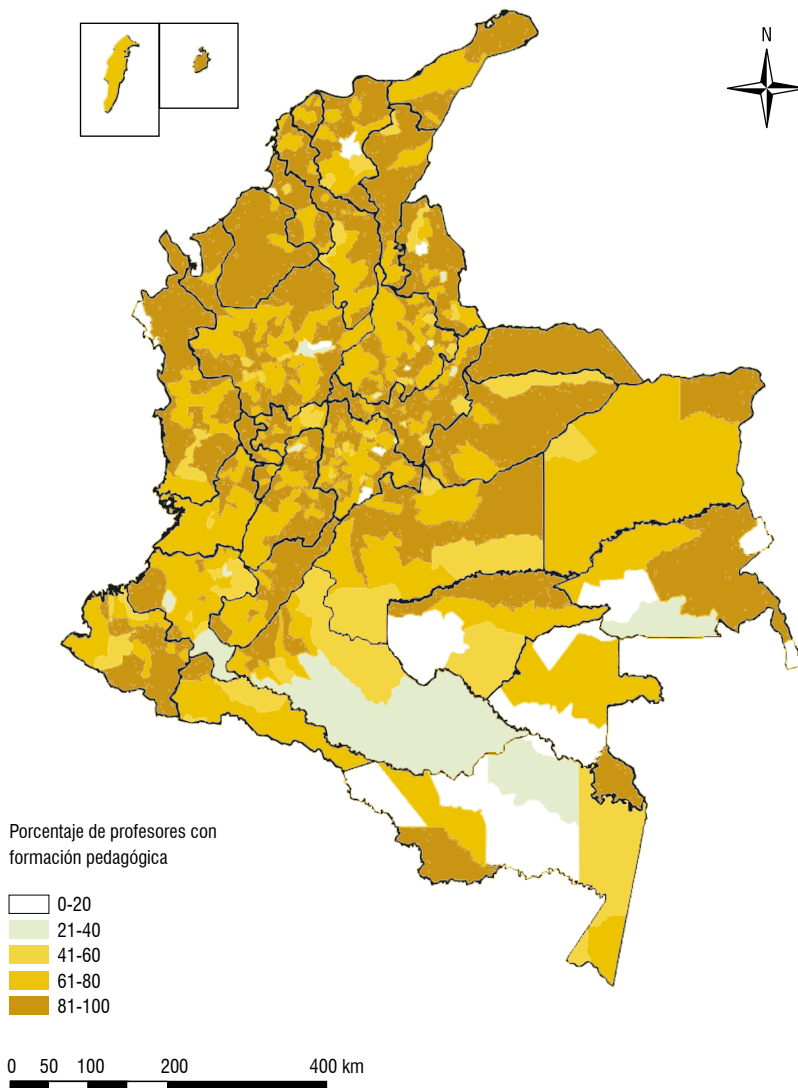 N
Porcentaje de profesores con
formación pedagógica
0-20
21-40
41-60
61-80
81-100
0 50 100 200 400 km